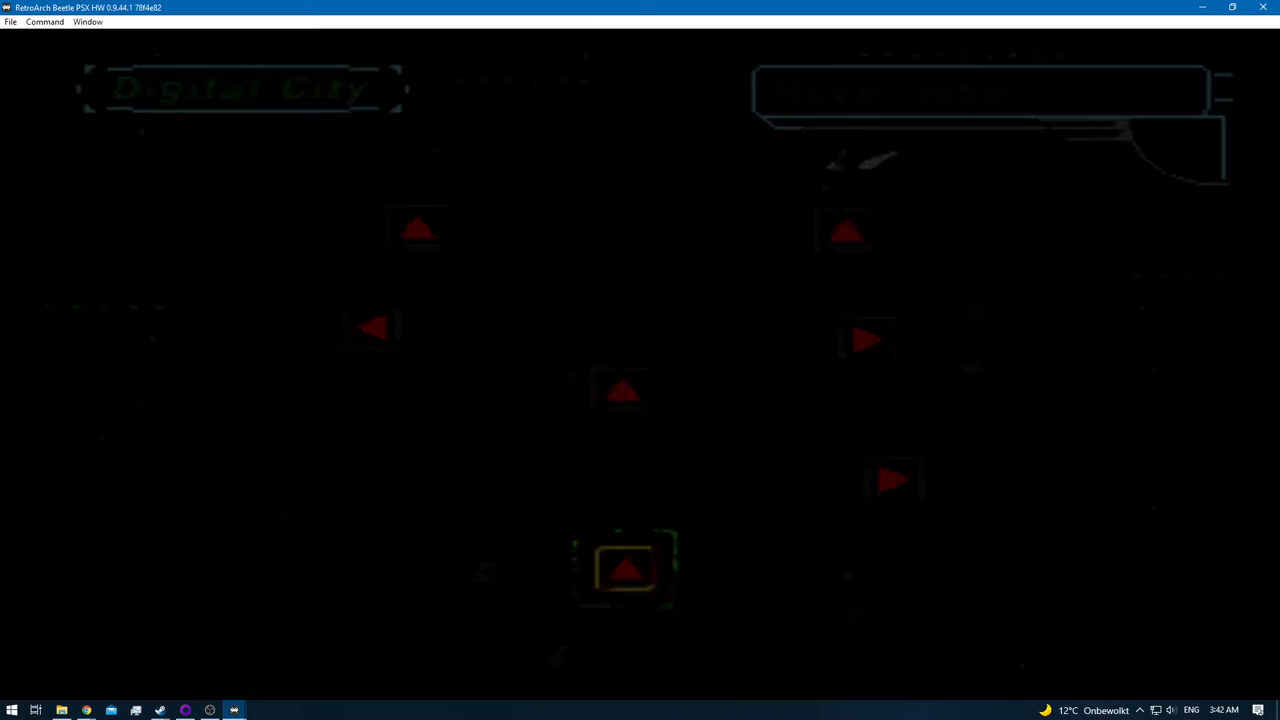 RetroArch Beetle PSX HW 0.9.44.1 78f4e82
File Command Window
Digital City
12°C Onbewolkt ENG 3:42 AM